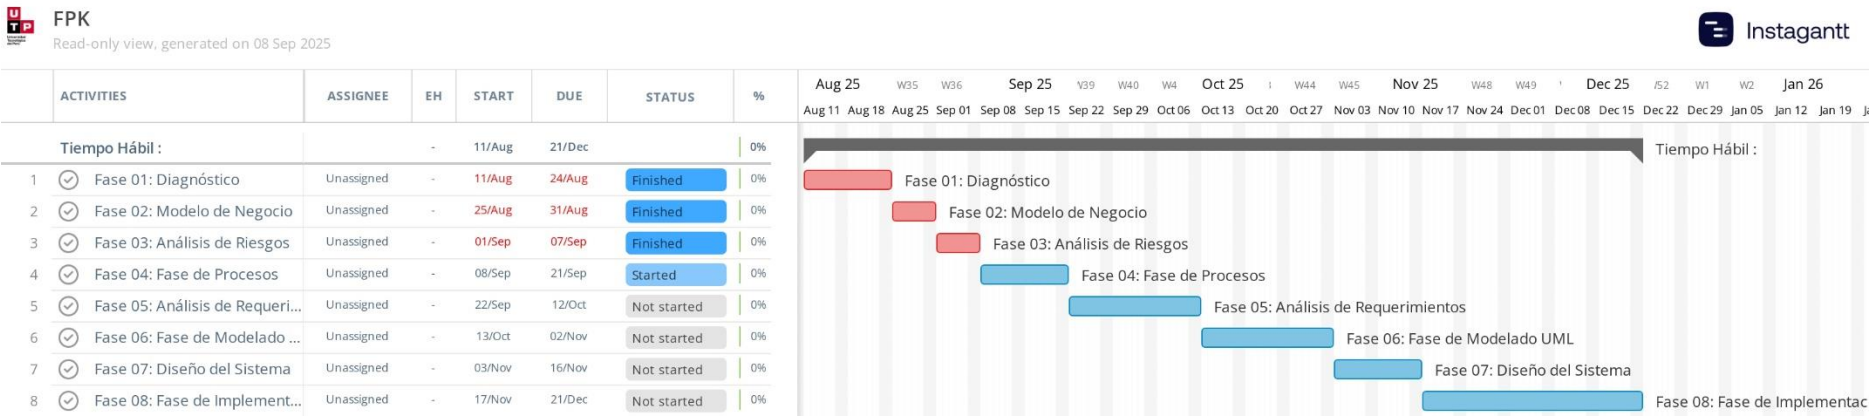 UTP
FPK
Read-only view, generated on 08 Sep 2025
Instagantt
ACTIVITIES ASSIGNEE EH START DUE STATUS %
Aug 25 W35 W36 Sep 25 W39 W40 W4 Oct 25 W44 W45 Nov 25 W48 W49 Dec 25 /52 W1 W2 Jan 26
Aug 11 Aug 18 Aug 25 Sep 01 Sep 08 Sep 15 Sep 22 Sep 29 Oct 06 Oct 13 Oct 20 Oct 27 Nov 03 Nov 10 Nov 17 Nov 24 Dec 01 Dec 08 Dec 15 Dec 22 Dec 29 Jan 05 Jan 12 Jan 19
Tiempo Hábil : - 11/Aug 21/Dec 0% Tiempo Hábil :
1 Fase 01: Diagnóstico Unassigned - 11/Aug 24/Aug Finished 0% Fase 01: Diagnóstico
2 Fase 02: Modelo de Negocio Unassigned - 25/Aug 31/Aug Finished 0% Fase 02: Modelo de Negocio
3 Fase 03: Análisis de Riesgos Unassigned - 01/Sep 07/Sep Finished 0% Fase 03: Análisis de Riesgos
4 Fase 04: Fase de Procesos Unassigned - 08/Sep 21/Sep Started 0% Fase 04: Fase de Procesos
5 Fase 05: Análisis de Requeri... Unassigned - 22/Sep 12/Oct Not started 0% Fase 05: Análisis de Requerimientos
6 Fase 06: Fase de Modelado ... Unassigned - 13/Oct 02/Nov Not started 0% Fase 06: Fase de Modelado UML
7 Fase 07: Diseño del Sistema Unassigned - 03/Nov 16/Nov Not started 0% Fase 07: Diseño del Sistema
8 Fase 08: Fase de Implement... Unassigned - 17/Nov 21/Dec Not started 0% Fase 08: Fase de Implementac